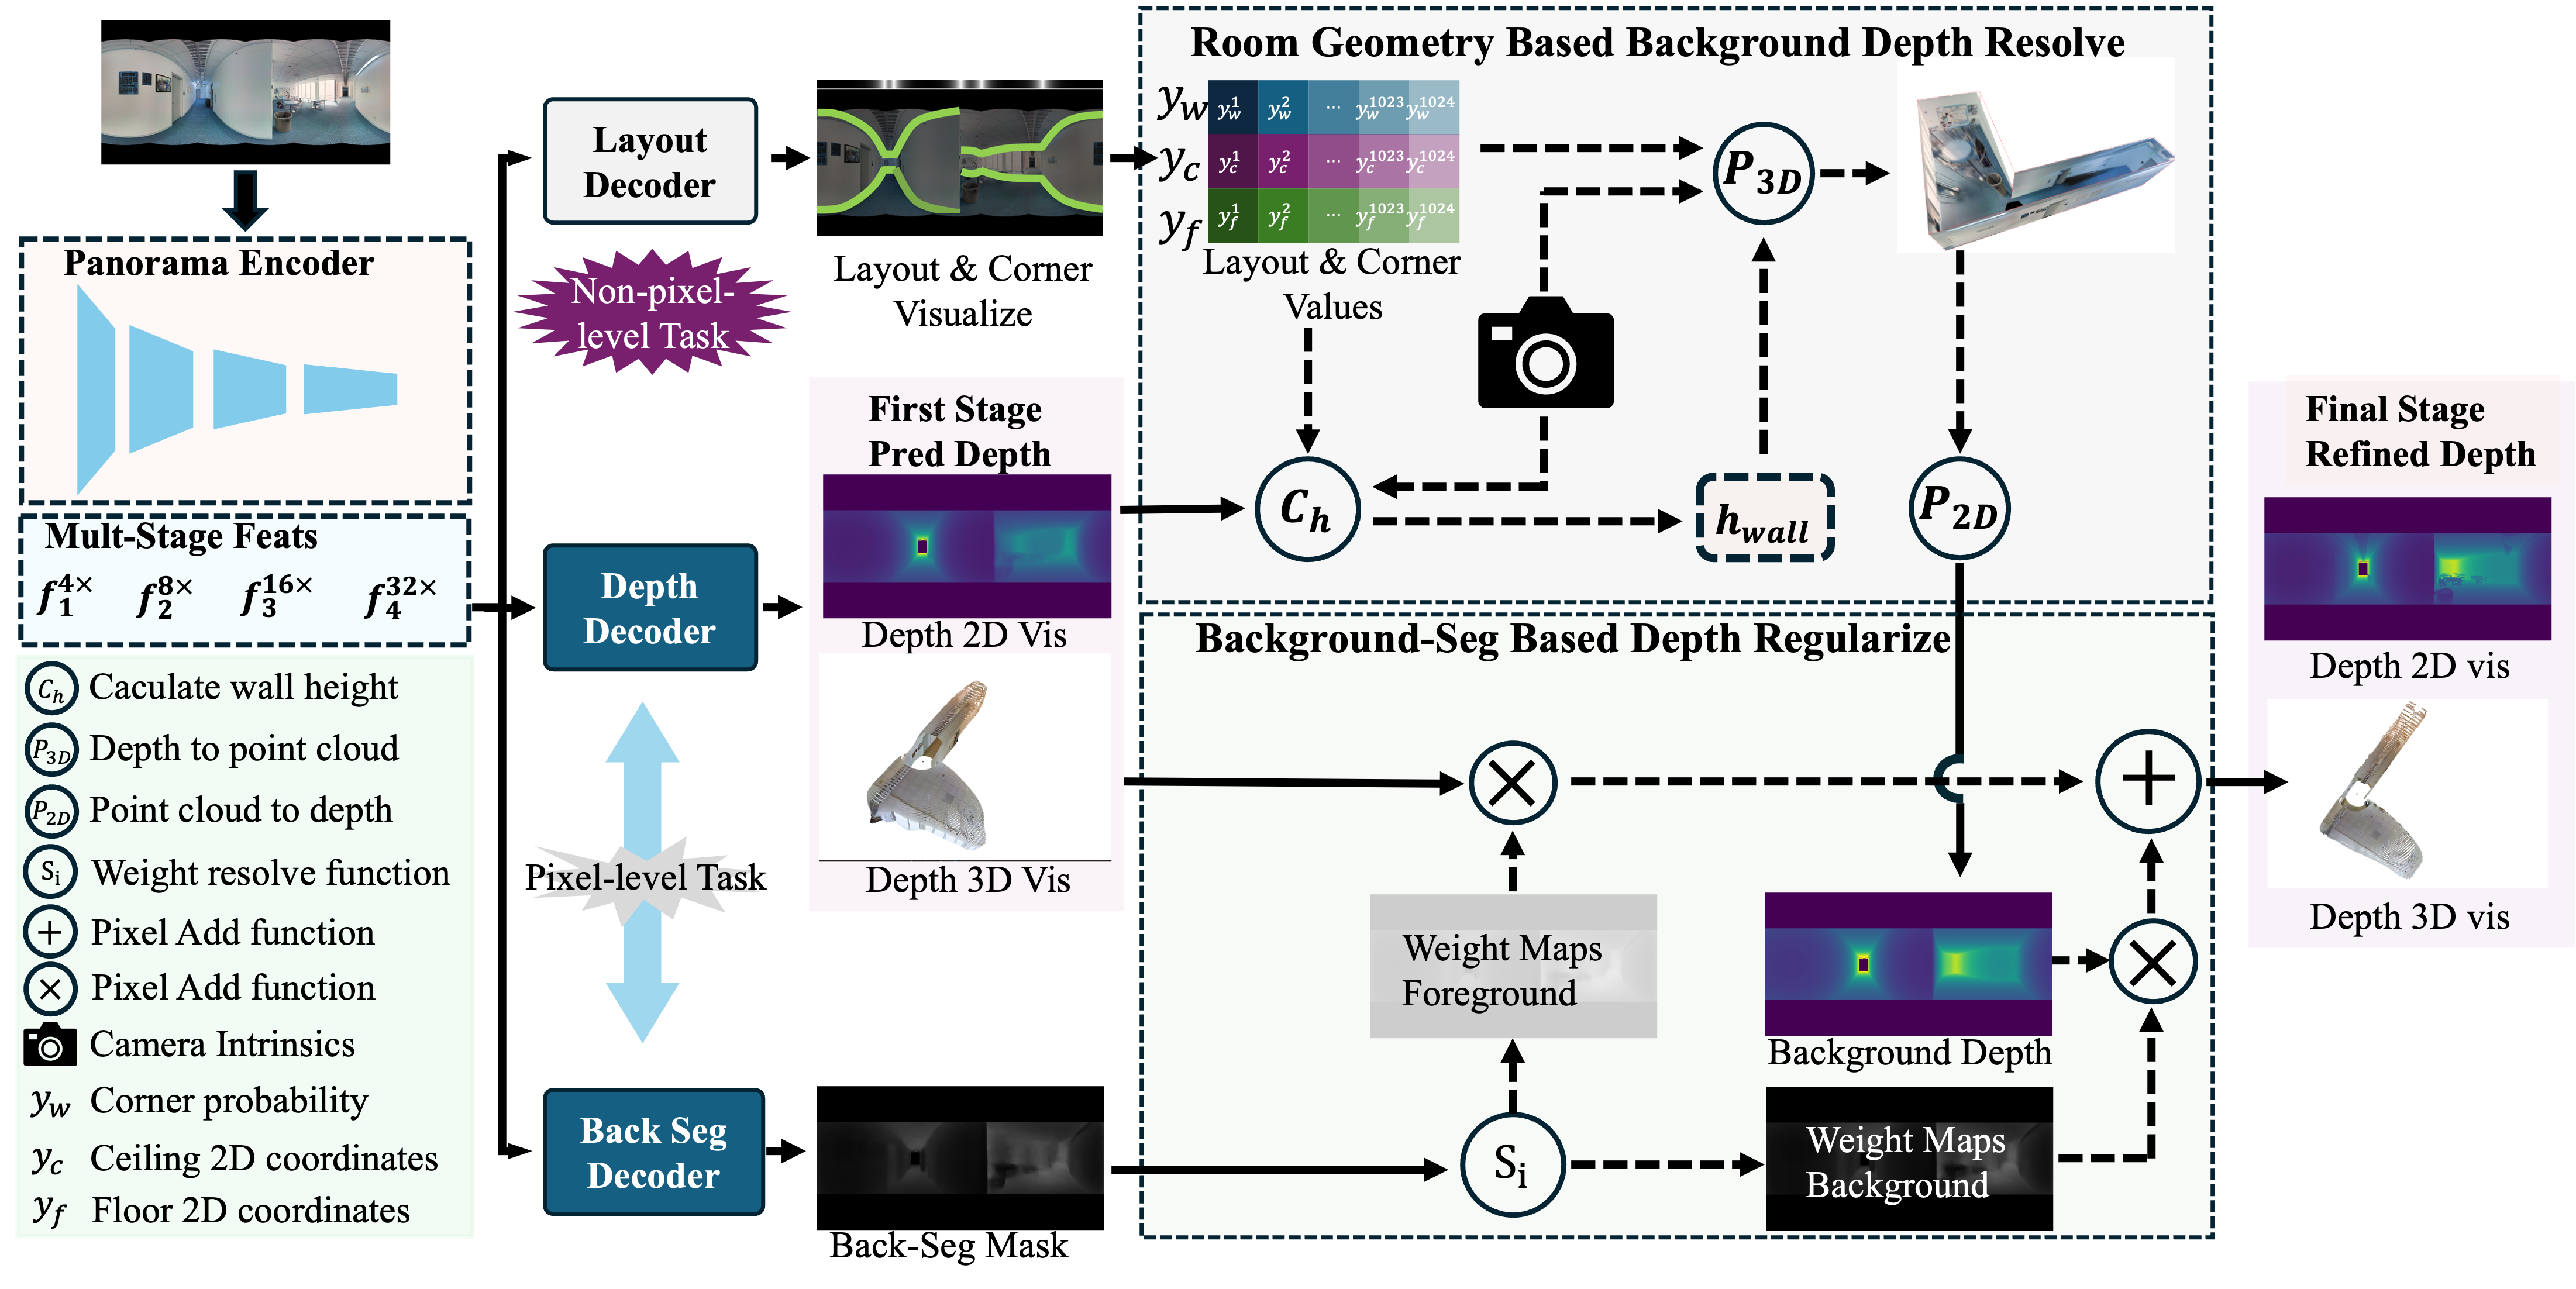 Panorama Encoder
Mult-Stage Feats
f_1^{4×} f_2^{8×} f_3^{16×} f_4^{32×}
C_h Caculate wall height
P_{3D} Depth to point cloud
P_{2D} Point cloud to depth
S_i Weight resolve function
+ Pixel Add function
× Pixel Add function
Camera Intrinsics
y_w Corner probability
y_c Ceiling 2D coordinates
y_f Floor 2D coordinates
Layout
Decoder
Non-pixel-
level Task
Depth
Decoder
Pixel-level Task
Back Seg
Decoder
Layout & Corner
Visualize
First Stage
Pred Depth
Depth 2D Vis
Depth 3D Vis
Back-Seg Mask
Room Geometry Based Background Depth Resolve
y_w y_w^1 y_w^2 ... y_w^{1023} y_w^{1024}
y_c y_c^1 y_c^2 ... y_c^{1023} y_c^{1024}
y_f y_f^1 y_f^2 ... y_f^{1023} y_f^{1024}
Layout & Corner
Values
P_{3D}
C_h
h_{wall}
P_{2D}
Background-Seg Based Depth Regularize
×
+
Weight Maps
Foreground
×
Background Depth
S_i
Weight Maps
Background
Final Stage
Refined Depth
Depth 2D vis
Depth 3D vis